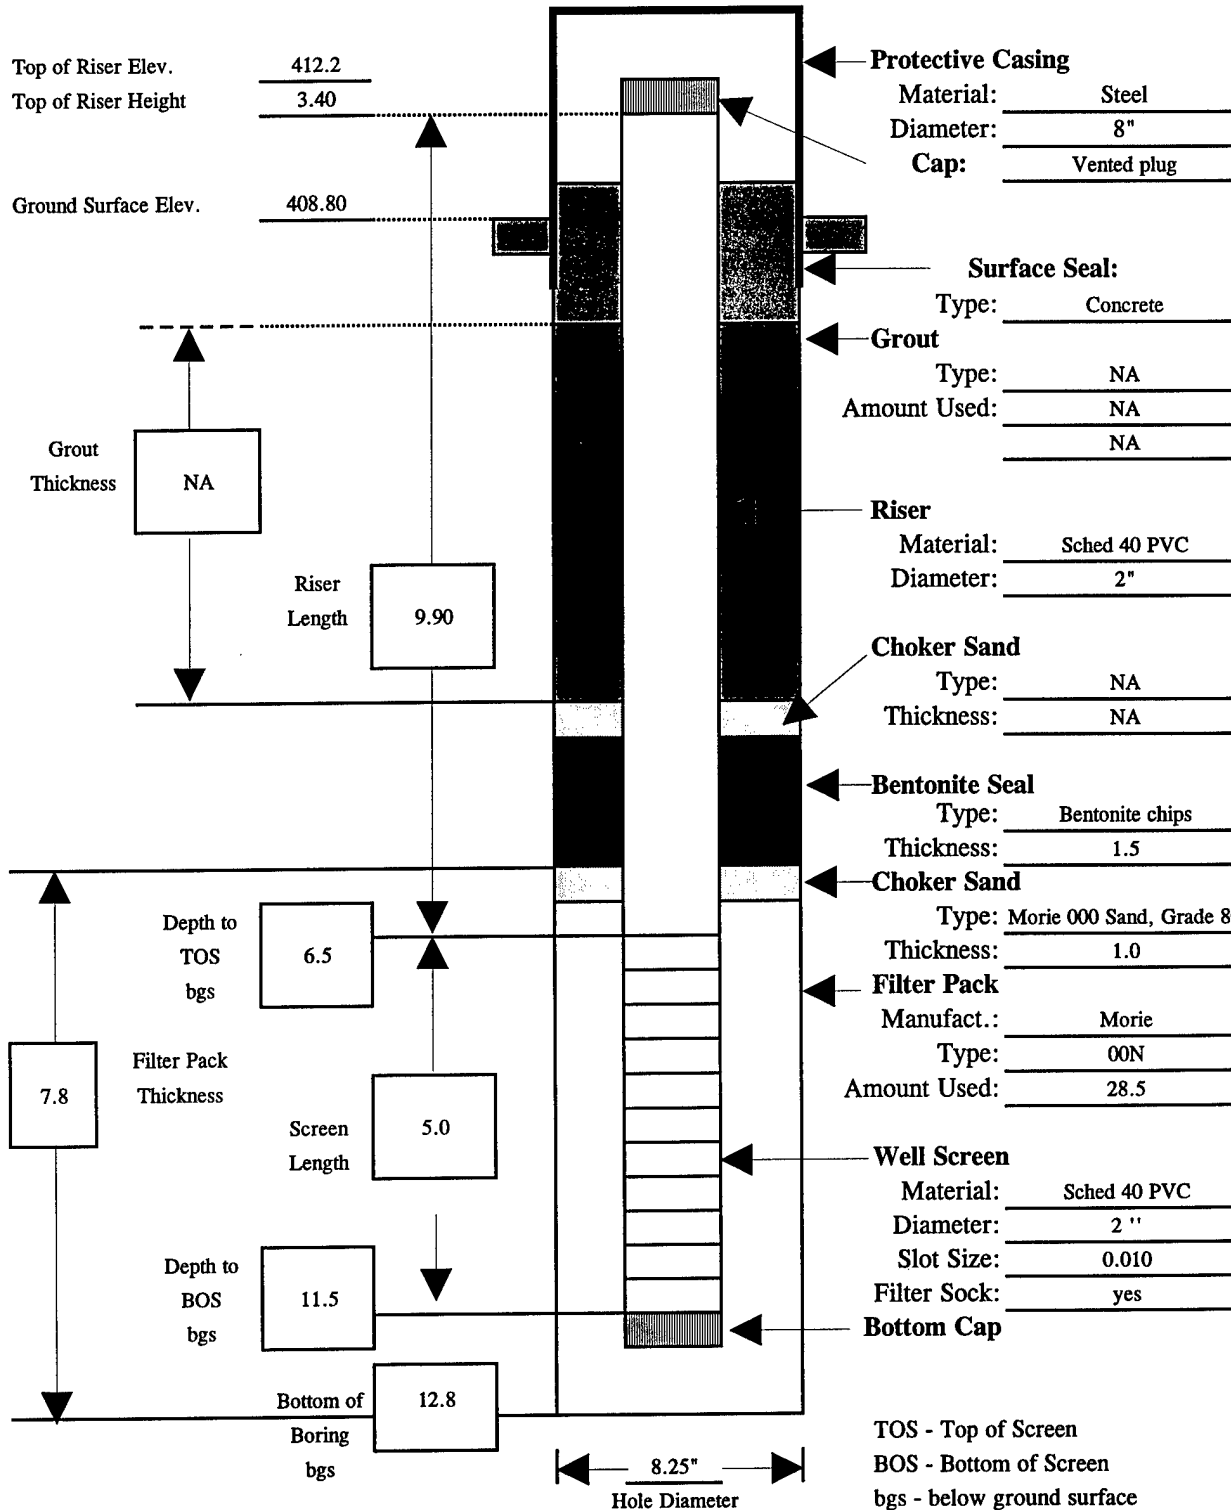 Top of Riser Elev. 412.2
Top of Riser Height 3.40
Ground Surface Elev. 408.80
Grout
Thickness
NA
Riser
Length
9.90
Depth to
TOS
bgs
6.5
Filter Pack
Thickness
7.8
Screen
Length
5.0
Depth to
BOS
bgs
11.5
Bottom of
Boring
bgs
12.8
8.25"
Hole Diameter
Protective Casing
Material: Steel
Diameter: 8"
Cap: Vented plug
Surface Seal:
Type: Concrete
Grout
Type: NA
Amount Used: NA
NA
Riser
Material: Sched 40 PVC
Diameter: 2"
Choker Sand
Type: NA
Thickness: NA
Bentonite Seal
Type: Bentonite chips
Thickness: 1.5
Choker Sand
Type: Morie 000 Sand, Grade 8
Thickness: 1.0
Filter Pack
Manufact.: Morie
Type: 00N
Amount Used: 28.5
Well Screen
Material: Sched 40 PVC
Diameter: 2 ''
Slot Size: 0.010
Filter Sock: yes
Bottom Cap
TOS - Top of Screen
BOS - Bottom of Screen
bgs - below ground surface